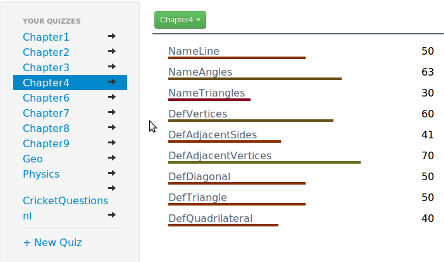 YOUR QUIZZES
Chapter1
Chapter2
Chapter3
Chapter4
Chapter6
Chapter7
Chapter8
Chapter9
Geo
Physics
CricketQuestions
nl
+ New Quiz
Chapter4
NameLine 50
NameAngles 63
NameTriangles 30
DefVertices 60
DefAdjacentSides 41
DefAdjacentVertices 70
DefDiagonal 50
DefTriangle 50
DefQuadrilateral 40